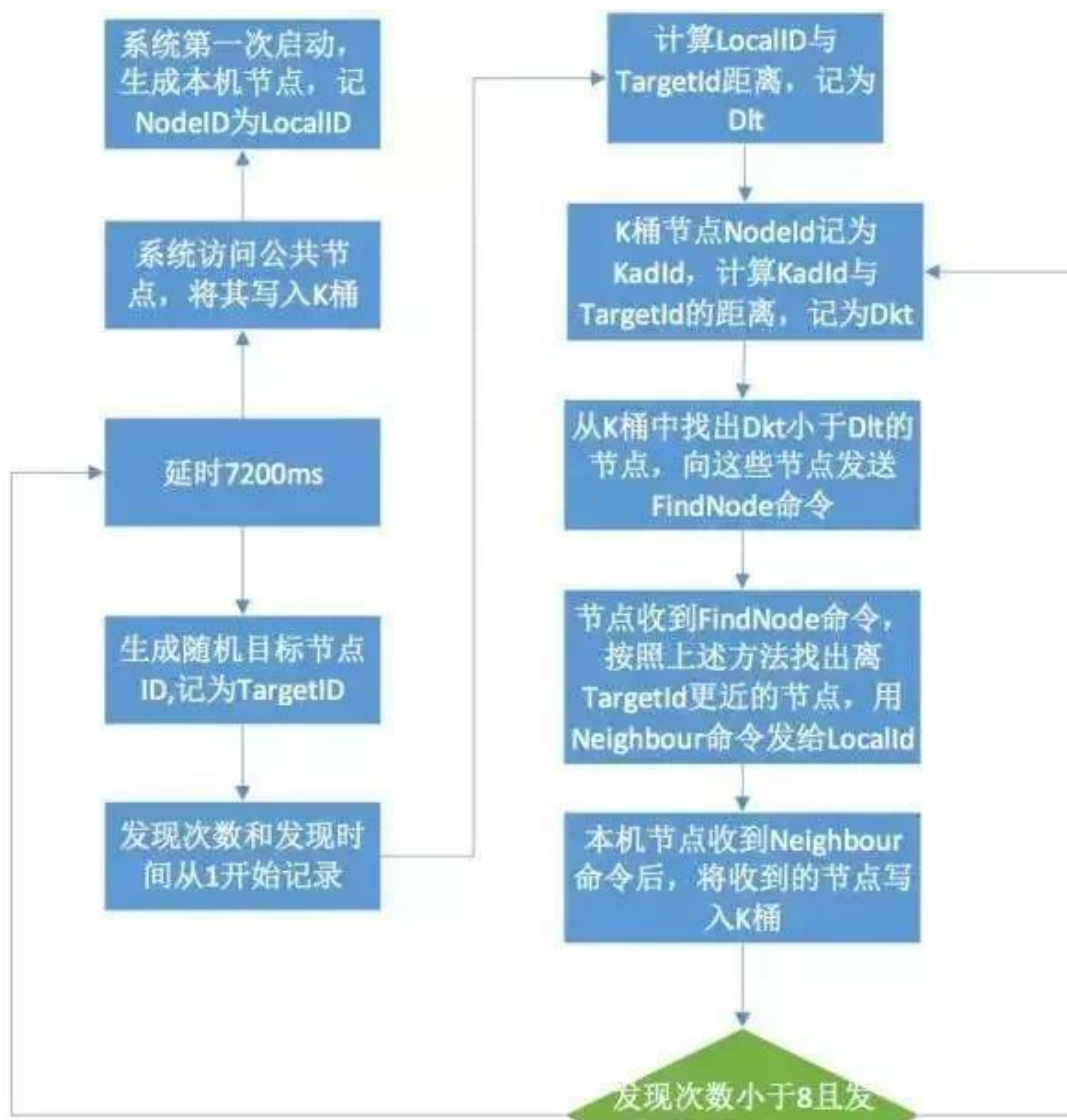 系统第一次启动，
生成本机节点，记
NodeID为LocalID
系统访问公共节
点，将其写入K桶
延时7200ms
生成随机目标节点
ID,记为TargetID
发现次数和发现时
间从1开始记录
计算LocalID与
TargetId距离，记为
Dlt
K桶节点NodeId记为
KadId，计算KadId与
TargetId的距离，记为Dkt
从K桶中找出Dkt小于Dlt的
节点，向这些节点发送
FindNode命令
节点收到FindNode命令，
按照上述方法找出离
TargetId更近的节点，用
Neighbour命令发给LocalId
本机节点收到Neighbour
命令后，将收到的节点写
入K桶
发现次数小于8且发